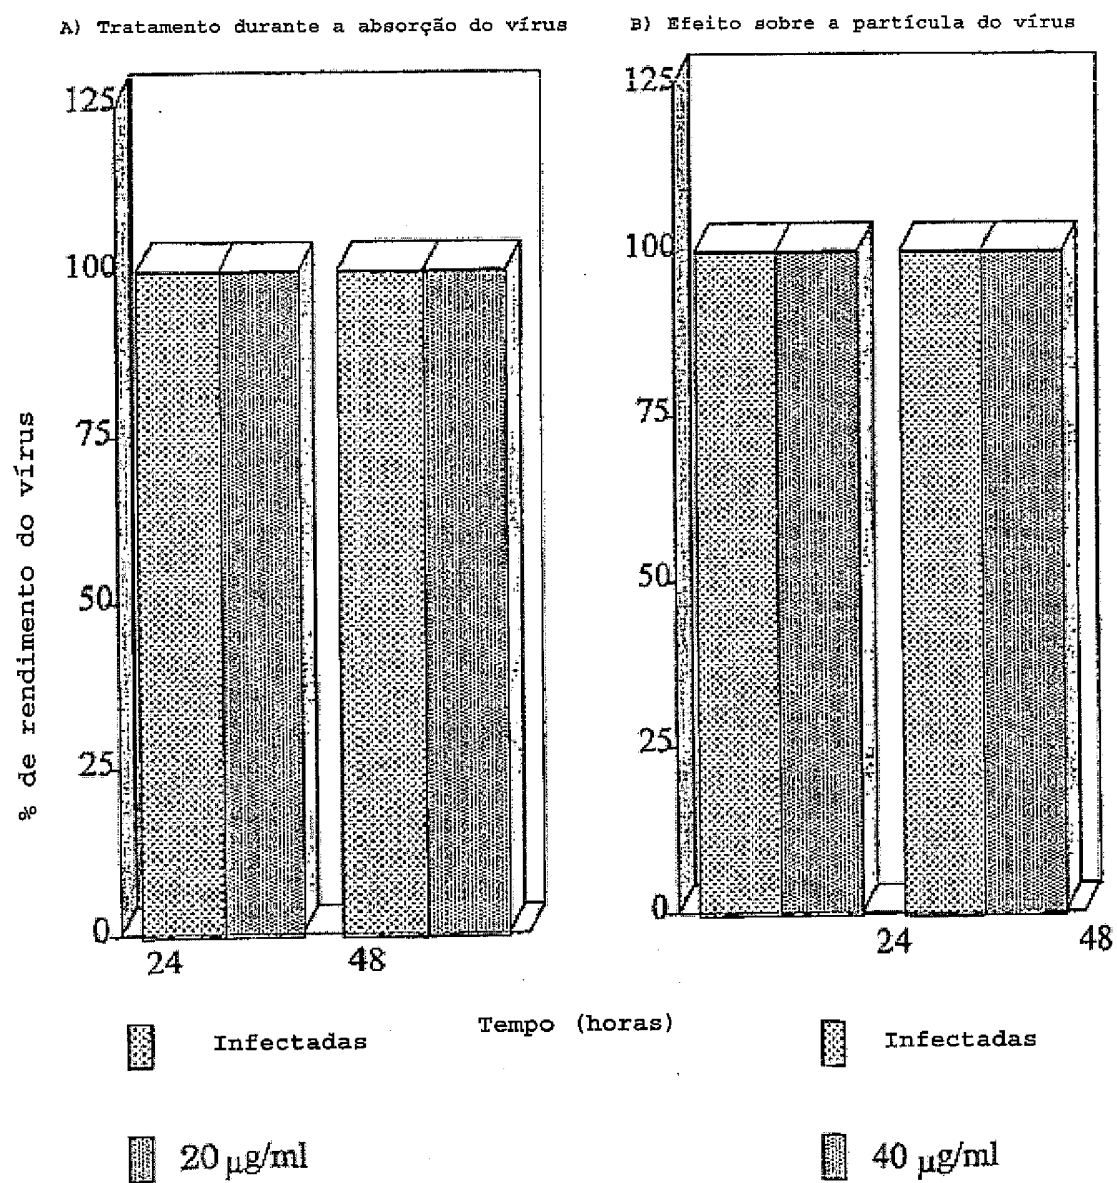 A) Tratamento durante a absorção do vírus
B) Efeito sobre a partícula do vírus
% de rendimento do vírus
125
100
75
50
25
0
24
48
125
100
75
50
25
0
24
48
Tempo (horas)
Infectadas
20 µg/ml
Infectadas
40 µg/ml